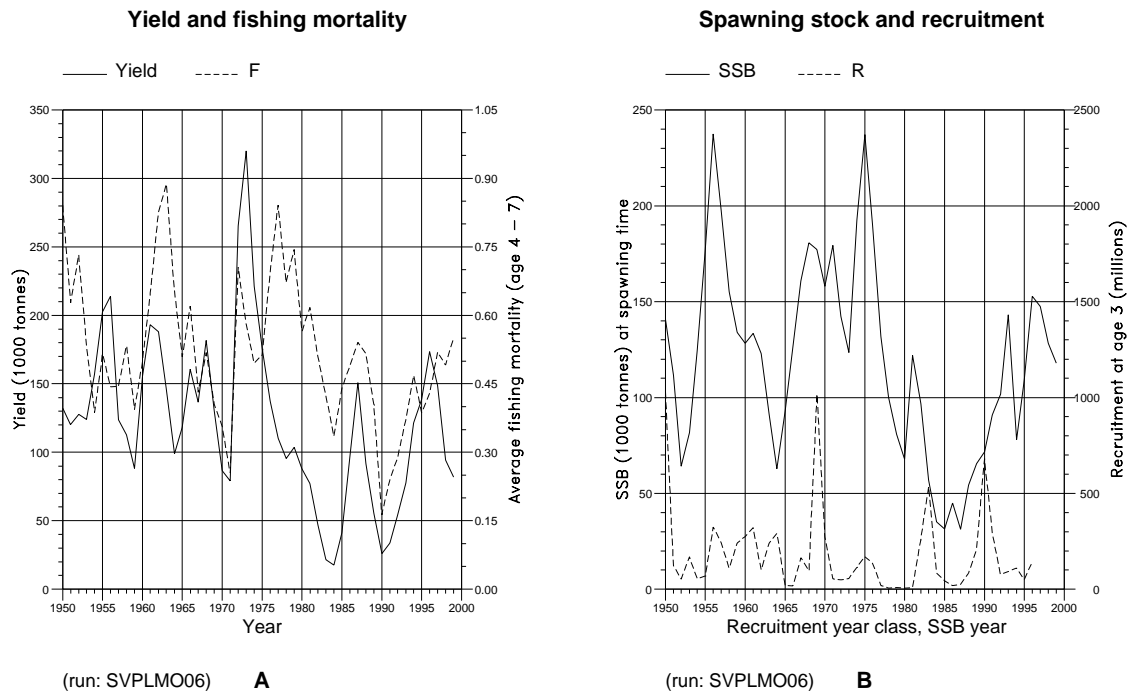 Yield and fishing mortality
Yield F
350
300
250
200
150
100
50
0
Yield (1000 tonnes)
1.05
0.90
0.75
0.60
0.45
0.30
0.15
0.00
Average fishing mortality (age 4 – 7)
1950 1955 1960 1965 1970 1975 1980 1985 1990 1995 2000
Year
(run: SVPLMO06) A
Spawning stock and recruitment
SSB R
250
200
150
100
50
0
SSB (1000 tonnes) at spawning time
2500
2000
1500
1000
500
0
Recruitment at age 3 (millions)
1950 1955 1960 1965 1970 1975 1980 1985 1990 1995 2000
Recruitment year class, SSB year
(run: SVPLMO06) B